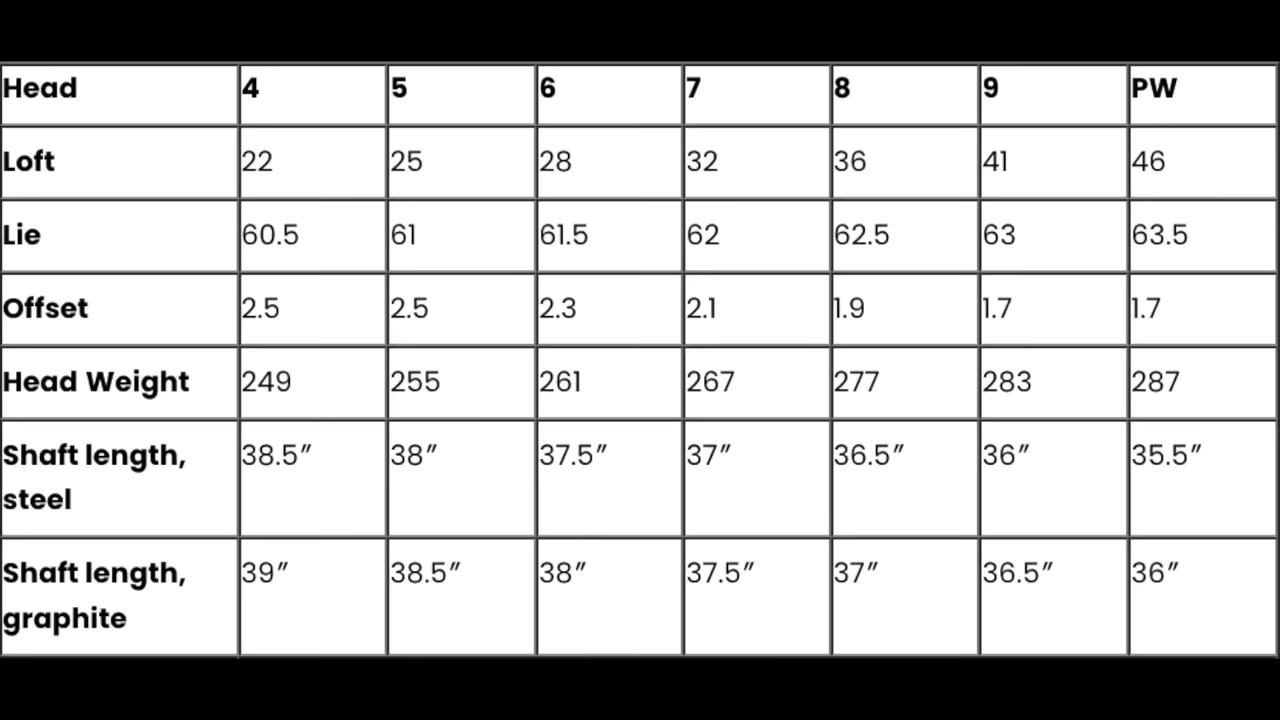 Head 4 5 6 7 8 9 PW
Loft 22 25 28 32 36 41 46
Lie 60.5 61 61.5 62 62.5 63 63.5
Offset 2.5 2.5 2.3 2.1 1.9 1.7 1.7
Head Weight 249 255 261 267 277 283 287
Shaft length, 38.5″ 38″ 37.5″ 37″ 36.5″ 36″ 35.5″
steel
Shaft length, 39″ 38.5″ 38″ 37.5″ 37″ 36.5″ 36″
graphite